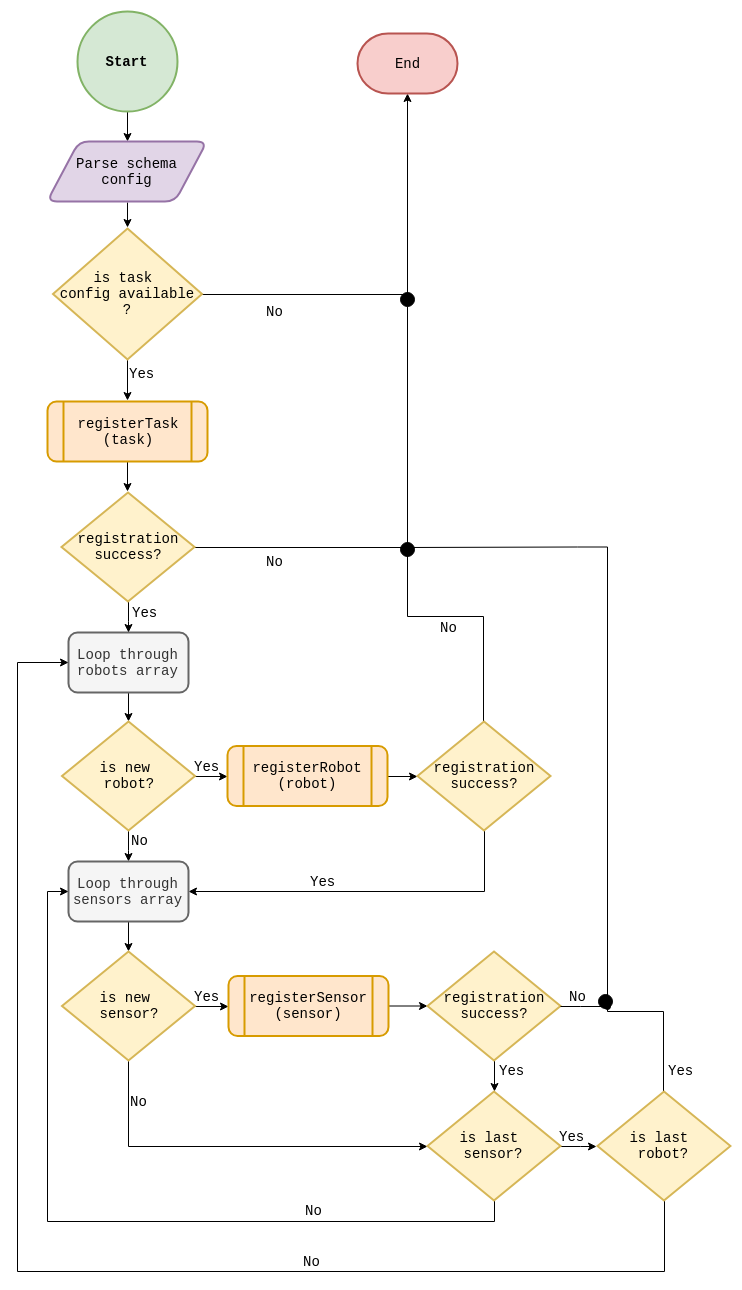 Start
End
Parse schema
config
is task
config available
?
No
Yes
registerTask
(task)
registration
success?
No
Yes
Loop through
robots array
No
is new
robot?
Yes
registerRobot
(robot)
registration
success?
No
Yes
Loop through
sensors array
is new
sensor?
Yes
registerSensor
(sensor)
registration
success?
No
Yes
Yes
No
is last
sensor?
Yes
is last
robot?
No
No